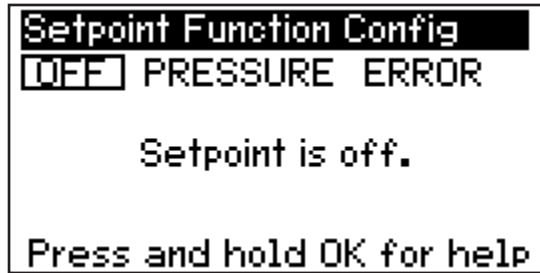 Setpoint Function Config
OFF PRESSURE ERROR
Setpoint is off.
Press and hold OK for help